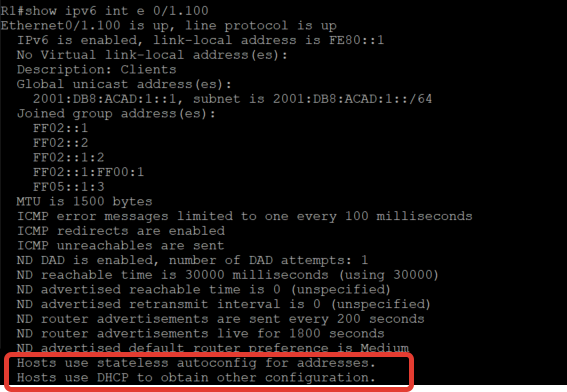 R1#show ipv6 int e 0/1.100
Ethernet0/1.100 is up, line protocol is up
IPv6 is enabled, link-local address is FE80::1
No Virtual link-local address(es):
Description: Clients
Global unicast address(es):
2001:DB8:ACAD:1::1, subnet is 2001:DB8:ACAD:1::/64
Joined group address(es):
FF02::1
FF02::2
FF02::1:2
FF02::1:FF00:1
FF05::1:3
MTU is 1500 bytes
ICMP error messages limited to one every 100 milliseconds
ICMP redirects are enabled
ICMP unreachables are sent
ND DAD is enabled, number of DAD attempts: 1
ND reachable time is 30000 milliseconds (using 30000)
ND advertised reachable time is 0 (unspecified)
ND advertised retransmit interval is 0 (unspecified)
ND router advertisements are sent every 200 seconds
ND router advertisements live for 1800 seconds
ND advertised default router preference is Medium
Hosts use stateless autoconfig for addresses.
Hosts use DHCP to obtain other configuration.